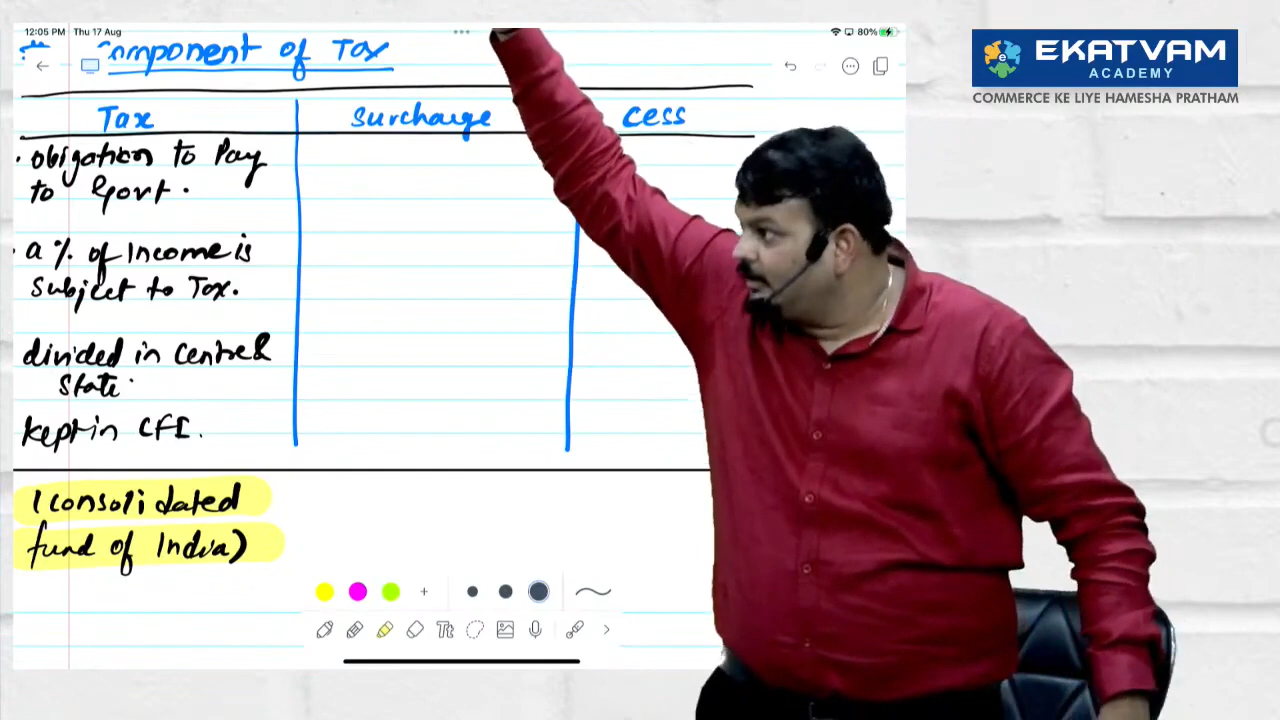 12:05 PM Thu 17 Aug
80%
omponent of Tax
Tax Surcharge cess
. obigation to Pay
to Govt.
. a % of Income is
Subject to Tax.
divided in Centre &
State.
kept in CFI.
(Consolidated
fund of India)
Tt
EKATVAM
ACADEMY
COMMERCE KE LIYE HAMESHA PRATHAM